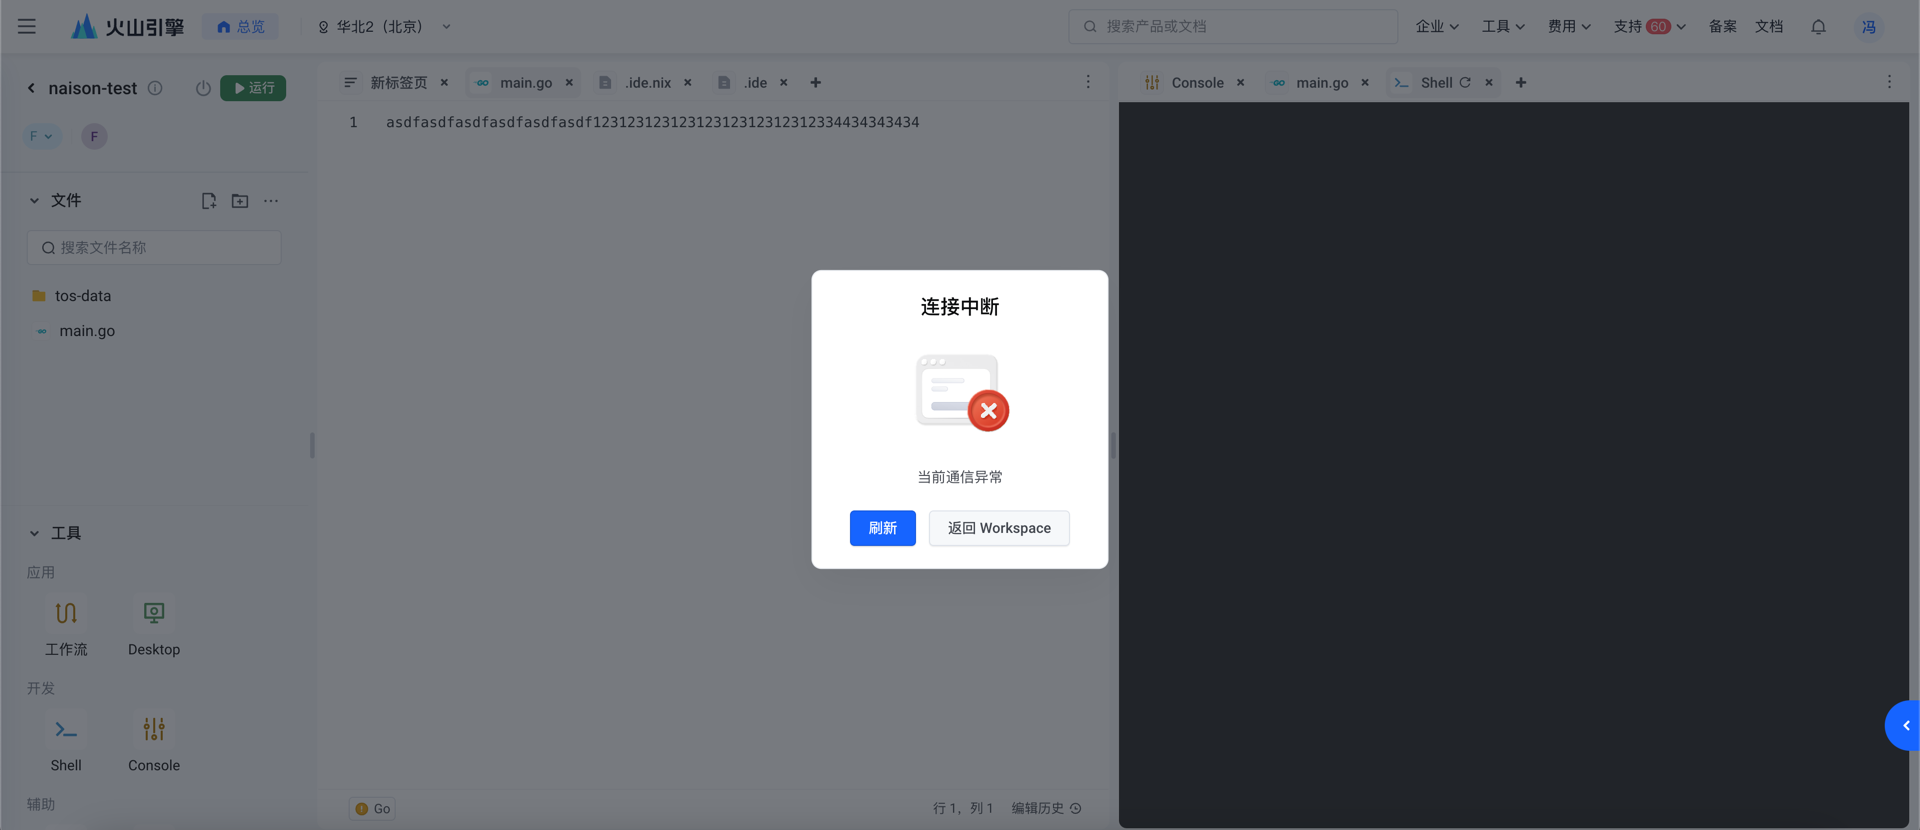 火山引擎
总览
华北2（北京）
搜索产品或文档
企业
工具
费用
支持
60
备案
文档
冯
naison-test
运行
F
F
文件
搜索文件名称
tos-data
main.go
工具
应用
工作流
Desktop
开发
Shell
Console
辅助
新标签页
main.go
.ide.nix
.ide
1
asdfasdfasdfasdfasdfasdf12312312312312312312312312334434343434
Go
行 1，列 1
编辑历史
Console
main.go
Shell
连接中断
当前通信异常
刷新
返回 Workspace